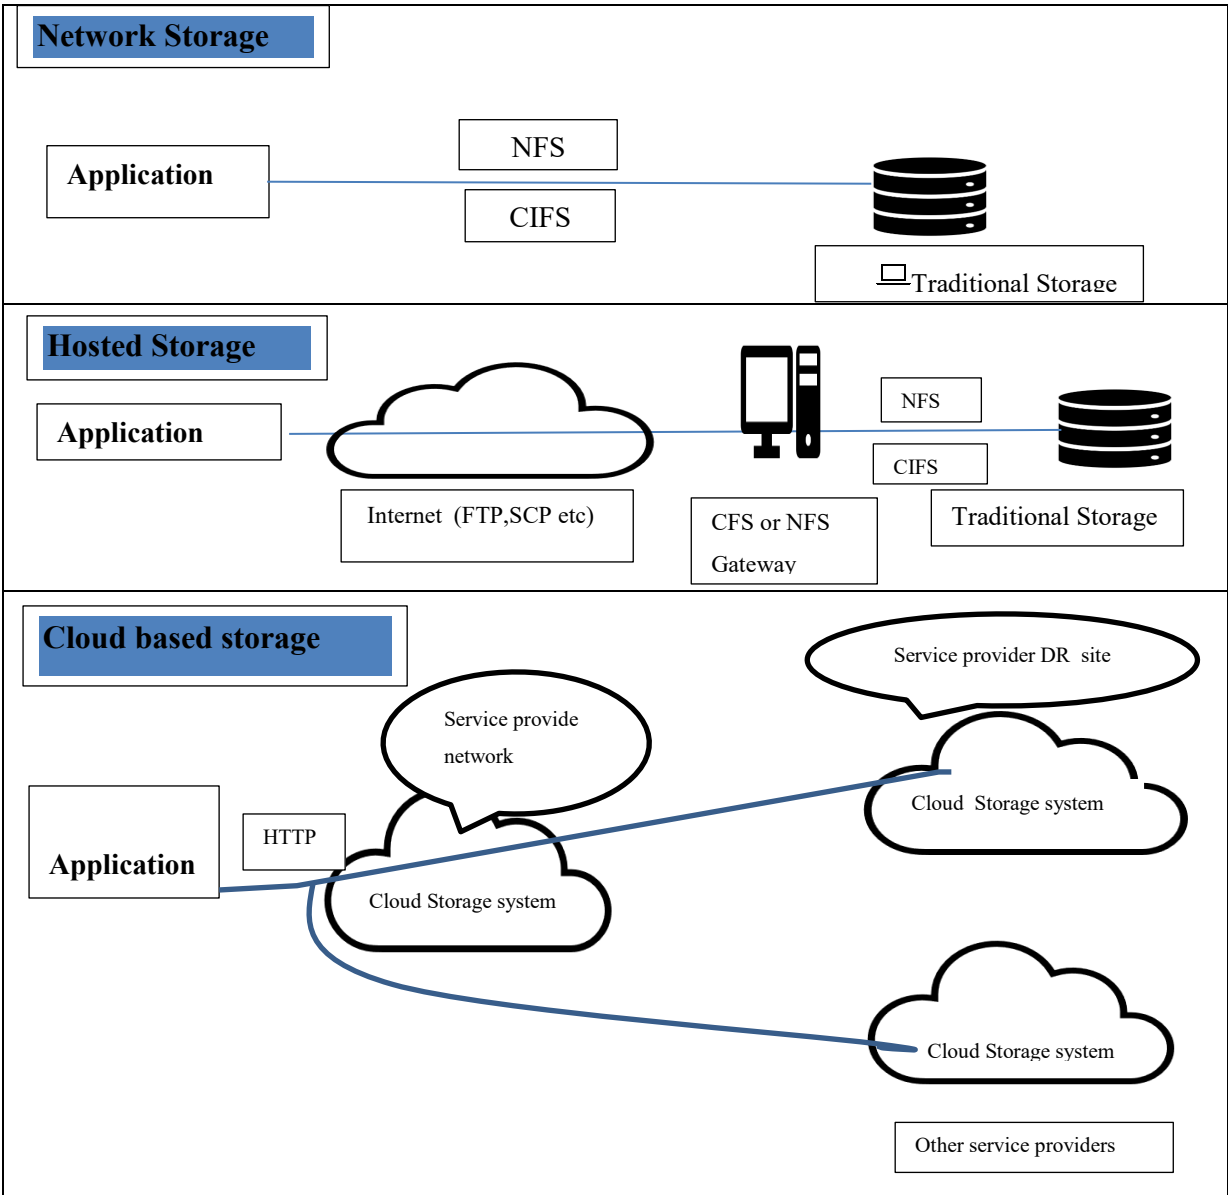 Network Storage
NFS
Application
CIFS
Traditional Storage
Hosted Storage
Application
NFS
CIFS
Internet (FTP,SCP etc)
CFS or NFS
Gateway
Traditional Storage
Cloud based storage
Service provider DR site
Service provide
network
Cloud Storage system
HTTP
Application
Cloud Storage system
Cloud Storage system
Other service providers